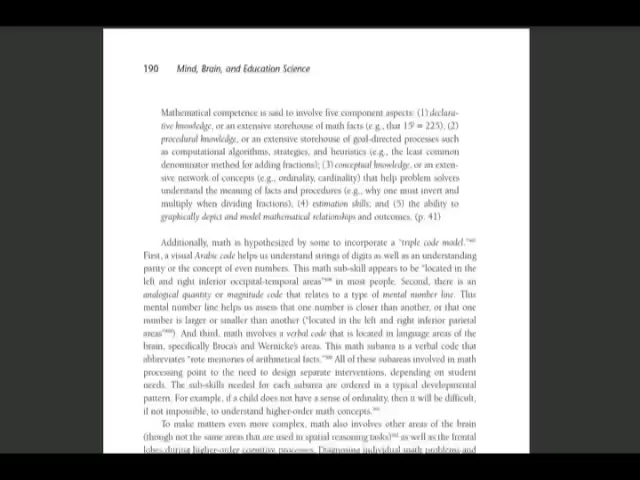 190 Mind, Brain, and Education Science
Mathematical competence is said to involve five component aspects: (1) declara-
tive knowledge, or an extensive storehouse of math facts (e.g., that 15² = 225), (2)
procedural knowledge, or an extensive storehouse of goal-directed processes such
as computational algorithms, strategies, and heuristics (e.g., the least common
denominator method for adding fractions); (3) conceptual knowledge, or an exten-
sive network of concepts (e.g., ordinality, cardinality) that help problem solvers
understand the meaning of facts and procedures (e.g., why one must invert and
multiply when dividing fractions), (4) estimation skills, and (5) the ability to
graphically depict and model mathematical relationships and outcomes. (p. 41)
Additionally, math is hypothesized by some to incorporate a "triple code model."
First, a visual Arabic code helps us understand strings of digits as well as an understanding
parity or the concept of even numbers. This math sub-skill appears to be "located in the
left and right inferior occipital-temporal areas" in most people. Second, there is an
analogical quantity or magnitude code that relates to a type of mental number line. This
mental number line helps us assess that one number is closer than another, or that one
number is larger or smaller than another ("located in the left and right inferior parietal
areas"). And third, math involves a verbal code that is located in language areas of the
brain, specifically Broca's and Wernicke's areas. This math subarea is a verbal code that
abbreviates "rote memories of arithmetical facts." All of these subareas involved in math
processing point to the need to design separate interventions, depending on student
needs. The sub-skills needed for each subarea are ordered in a typical developmental
pattern. For example, if a child does not have a sense of ordinality, then it will be difficult,
if not impossible, to understand higher-order math concepts.
To make matters even more complex, math also involves other areas of the brain
(though not the same areas that are used in spatial reasoning tasks) as well as the frontal
lobes during higher-order cognitive processes. Diagnosing individual math problems and